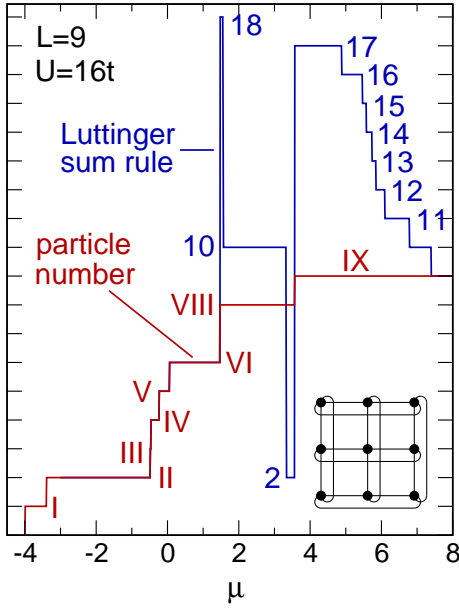 L=9
U=16t
18
17
16
15
14
13
12
11
Luttinger
sum rule
10
particle
number
IX
VIII
VI
V
IV
III
II
I
2
-4
-2
0
2
4
6
8
μ